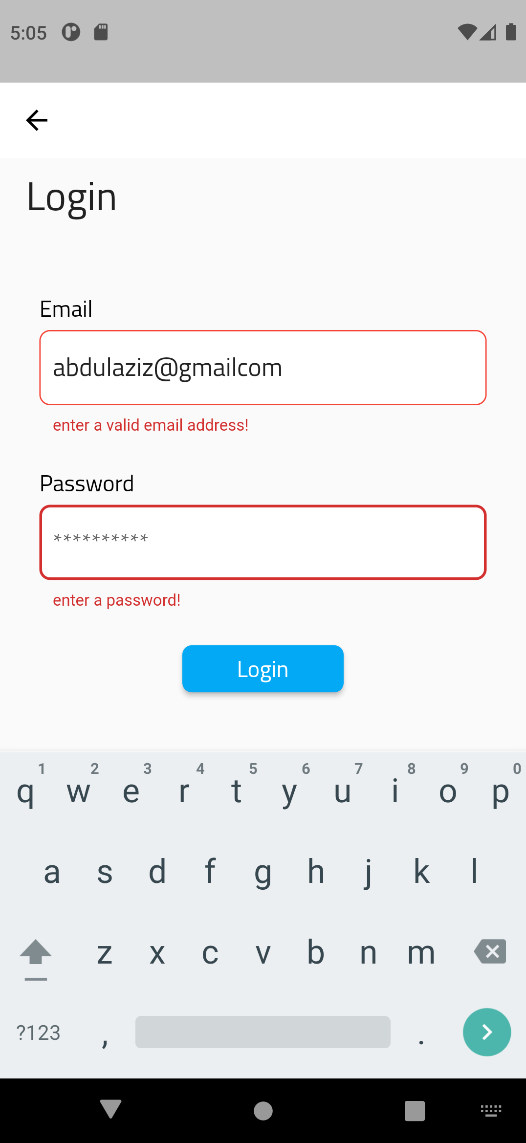 5:05
Login
Email
abdulaziz@gmailcom
enter a valid email address!
Password
**********
enter a password!
Login
1 2 3 4 5 6 7 8 9 0
q w e r t y u i o p
a s d f g h j k l
z x c v b n m
?123 , .